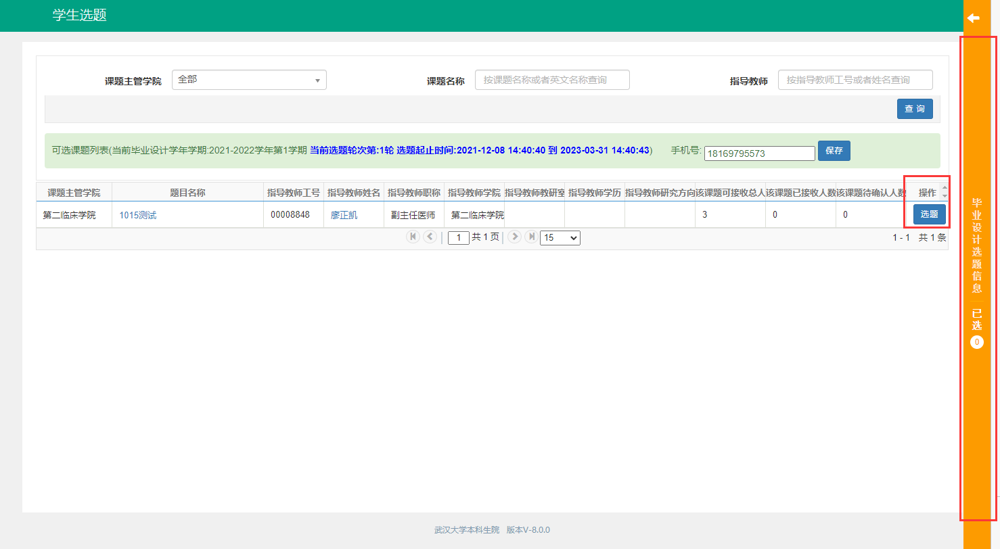 学生选题
课题主管学院 全部 课题名称 按课题名称或者英文名称查询 指导教师 按指导教师工号或者姓名查询
查 询
可选课题列表(当前毕业设计学年学期:2021-2022学年第1学期 当前选题轮次第:1轮 选题起止时间:2021-12-08 14:40:40 到 2023-03-31 14:40:43) 手机号: 18169795573 保存
课题主管学院 题目名称 指导教师工号 指导教师姓名 指导教师职称 指导教师学院 指导教师教研室 指导教师学历 指导教师研究方向 该课题可接收总人 该课题已接收人数 该课题待确认人数 操作
第二临床学院 1015测试 00008848 廖正凯 副主任医师 第二临床学院 3 0 0 选题
1 共 1 页 15 1 - 1 共 1 条
毕业设计选题信息
已选
0
武汉大学本科生院 版本V-8.0.0